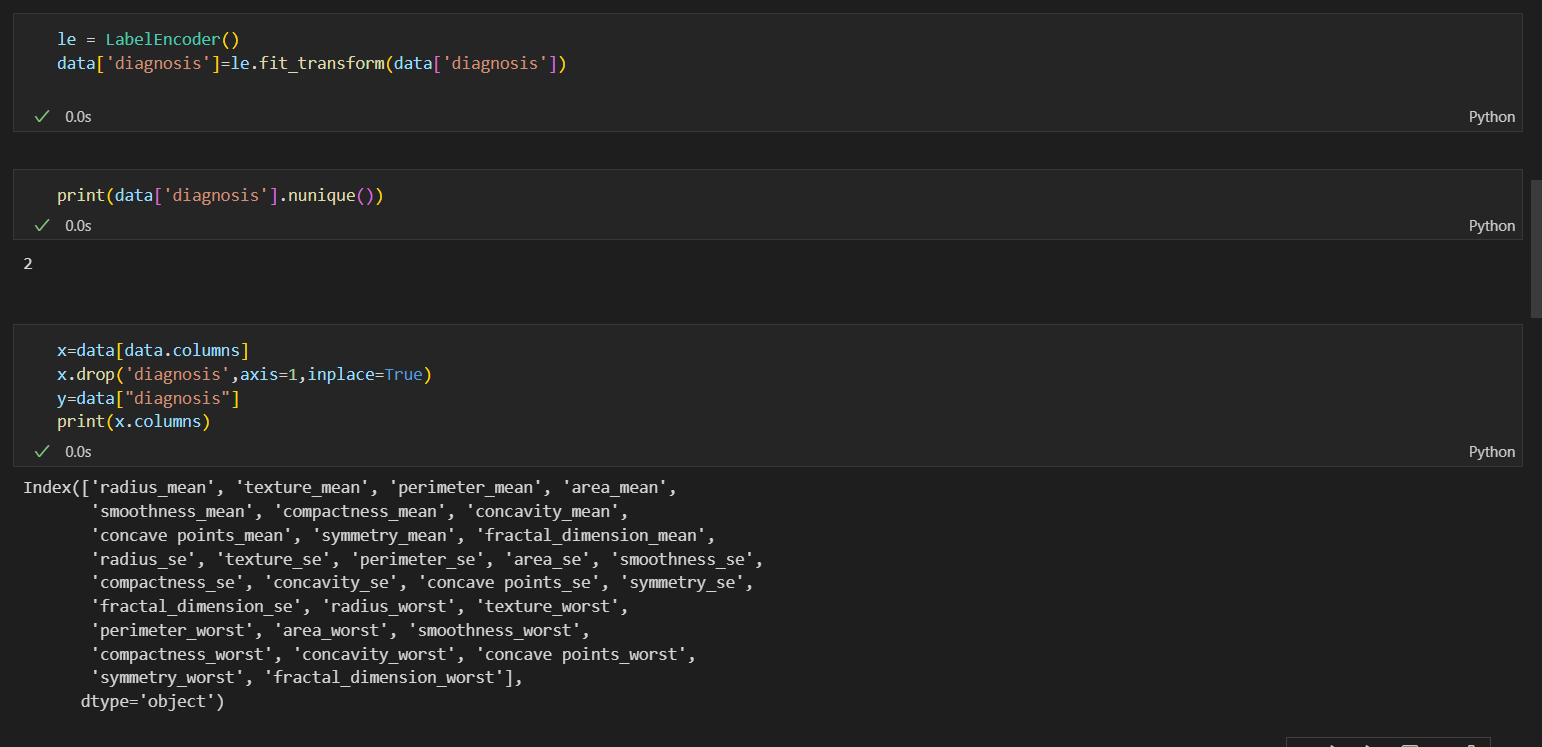 le = LabelEncoder()
data['diagnosis']=le.fit_transform(data['diagnosis'])
0.0s
Python
print(data['diagnosis'].nunique())
0.0s
Python
2
x=data[data.columns]
x.drop('diagnosis',axis=1,inplace=True)
y=data["diagnosis"]
print(x.columns)
0.0s
Python
Index(['radius_mean', 'texture_mean', 'perimeter_mean', 'area_mean',
'smoothness_mean', 'compactness_mean', 'concavity_mean',
'concave points_mean', 'symmetry_mean', 'fractal_dimension_mean',
'radius_se', 'texture_se', 'perimeter_se', 'area_se', 'smoothness_se',
'compactness_se', 'concavity_se', 'concave points_se', 'symmetry_se',
'fractal_dimension_se', 'radius_worst', 'texture_worst',
'perimeter_worst', 'area_worst', 'smoothness_worst',
'compactness_worst', 'concavity_worst', 'concave points_worst',
'symmetry_worst', 'fractal_dimension_worst'],
dtype='object')